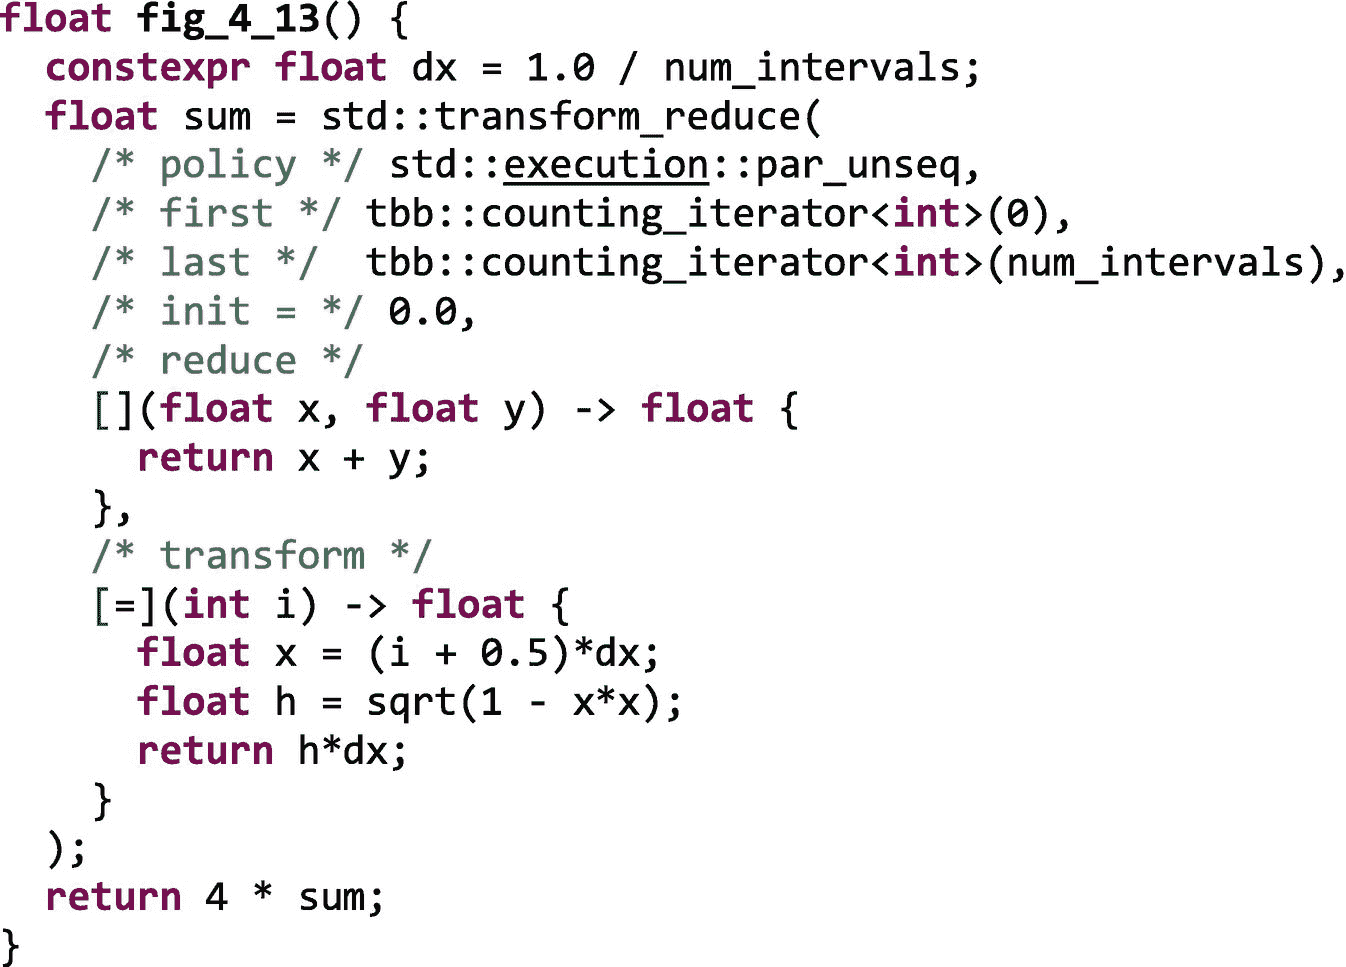 float fig_4_13() {
  constexpr float dx = 1.0 / num_intervals;
  float sum = std::transform_reduce(
    /* policy */ std::execution::par_unseq,
    /* first */ tbb::counting_iterator<int>(0),
    /* last */  tbb::counting_iterator<int>(num_intervals),
    /* init = */ 0.0,
    /* reduce */
    [](float x, float y) -> float {
      return x + y;
    },
    /* transform */
    [=](int i) -> float {
      float x = (i + 0.5)*dx;
      float h = sqrt(1 - x*x);
      return h*dx;
    }
  );
  return 4 * sum;
}